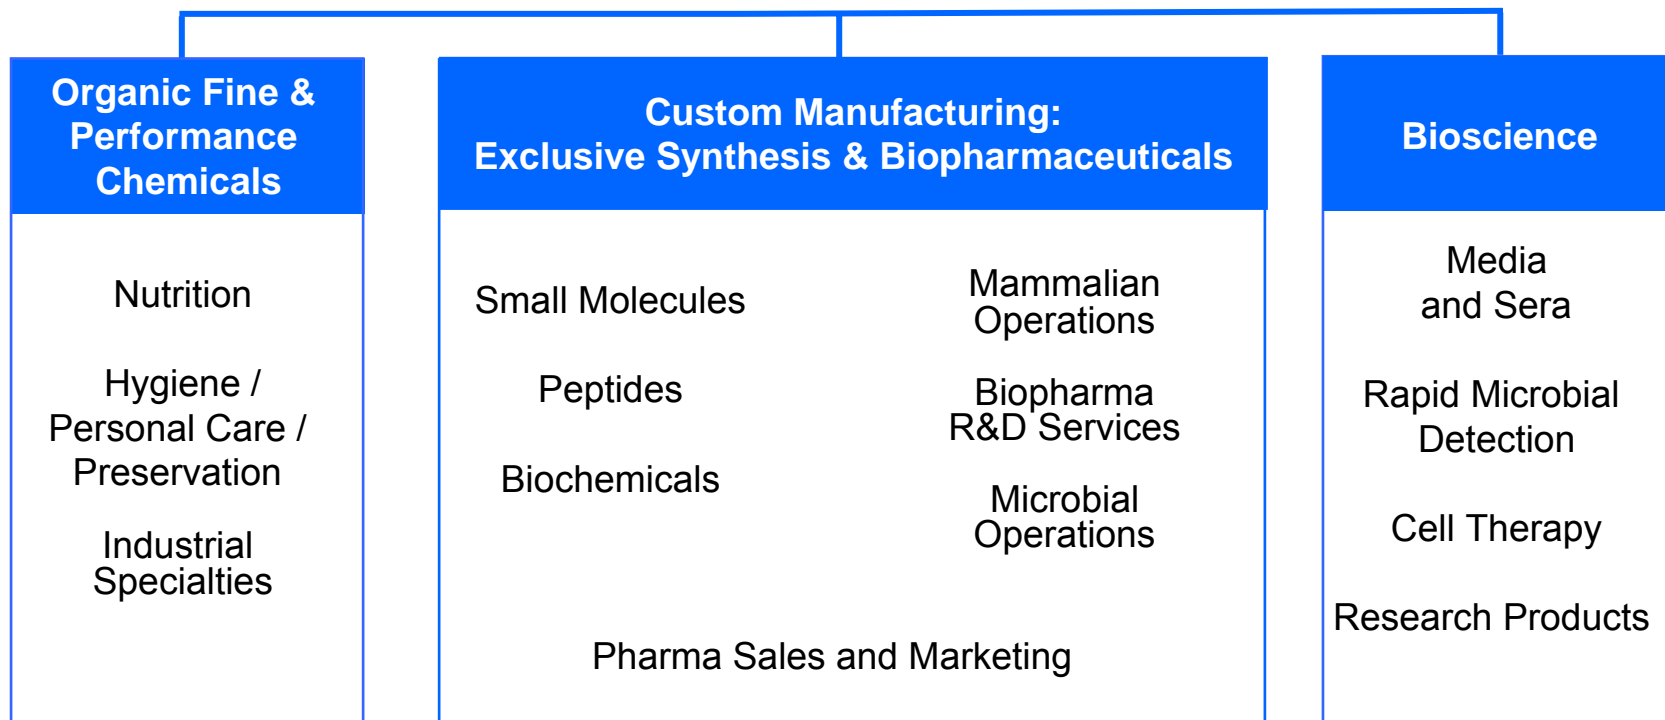 Organic Fine &
Performance
Chemicals
Nutrition
Hygiene /
Personal Care /
Preservation
Industrial
Specialties
Custom Manufacturing:
Exclusive Synthesis & Biopharmaceuticals
Small Molecules
Peptides
Biochemicals
Mammalian
Operations
Biopharma
R&D Services
Microbial
Operations
Pharma Sales and Marketing
Bioscience
Media
and Sera
Rapid Microbial
Detection
Cell Therapy
Research Products